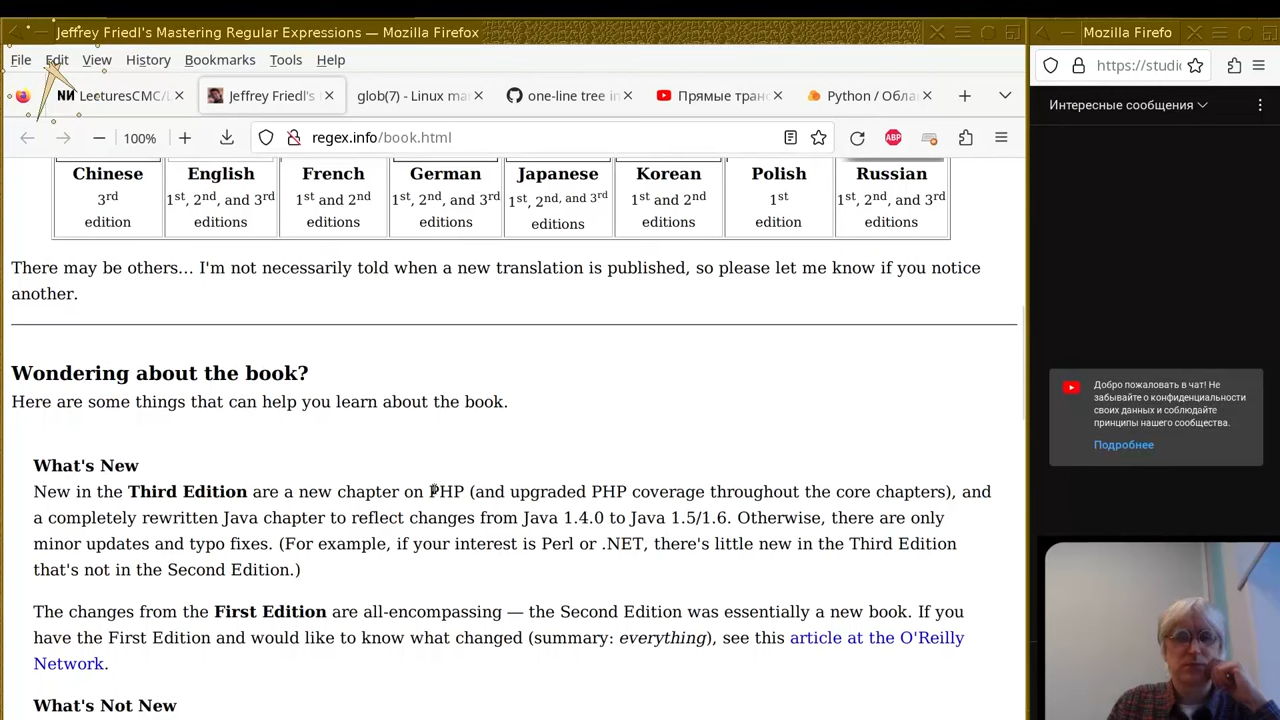 Jeffrey Friedl's Mastering Regular Expressions — Mozilla Firefox
File Edit View History Bookmarks Tools Help
LecturesCMC/L
Jeffrey Friedl's
glob(7) - Linux ma
one-line tree in
Прямые тран
Python / Обла
100%
regex.info/book.html
Chinese English French German Japanese Korean Polish Russian
3rd 1st, 2nd, and 3rd 1st and 2nd 1st, 2nd, and 3rd 1st, 2nd, and 3rd 1st and 2nd 1st 1st, 2nd, and 3rd
edition editions editions editions editions editions edition editions
There may be others... I'm not necessarily told when a new translation is published, so please let me know if you notice
another.
Wondering about the book?
Here are some things that can help you learn about the book.
What's New
New in the Third Edition are a new chapter on PHP (and upgraded PHP coverage throughout the core chapters), and
a completely rewritten Java chapter to reflect changes from Java 1.4.0 to Java 1.5/1.6. Otherwise, there are only
minor updates and typo fixes. (For example, if your interest is Perl or .NET, there's little new in the Third Edition
that's not in the Second Edition.)
The changes from the First Edition are all-encompassing — the Second Edition was essentially a new book. If you
have the First Edition and would like to know what changed (summary: everything), see this article at the O'Reilly
Network.
What's Not New
Mozilla Firefo
https://studi
Интересные сообщения
Добро пожаловать в чат! Не
забывайте о конфиденциальности
своих данных и соблюдайте
принципы нашего сообщества.
Подробнее